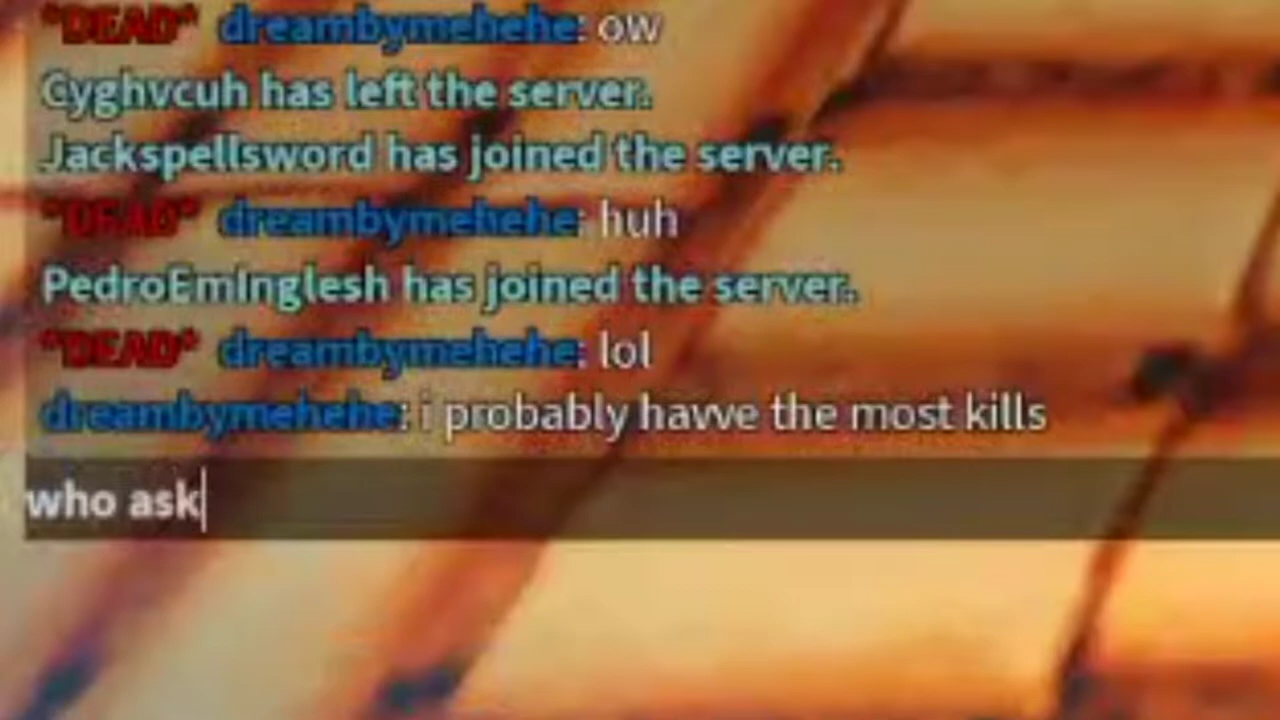 *DEAD* dreambymehehe: ow
Cyghvcuh has left the server.
Jackspellsword has joined the server.
*DEAD* dreambymehehe: huh
PedroEmInglesh has joined the server.
*DEAD* dreambymehehe: lol
dreambymehehe: i probably havve the most kills
who ask